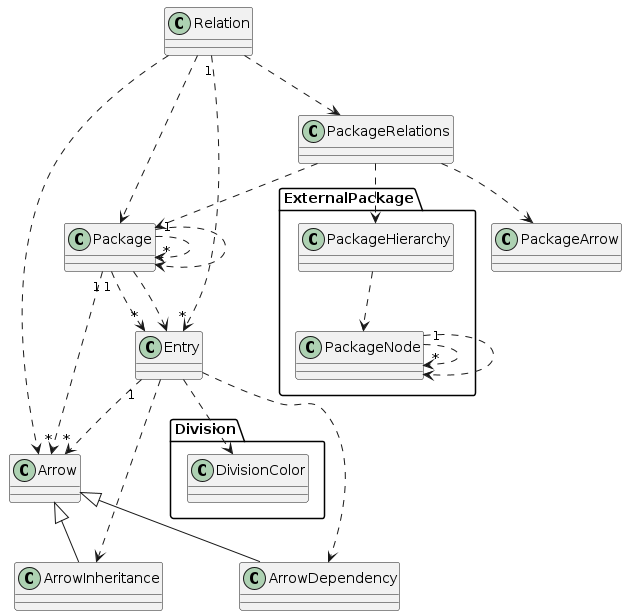 C Relation
1
C PackageRelations
ExternalPackage
C Package
1
*
C PackageHierarchy
C PackageArrow
1 1
* *
C Entry
C PackageNode
1
*
1
Division
* *
C Arrow
C DivisionColor
C ArrowInheritance
C ArrowDependency